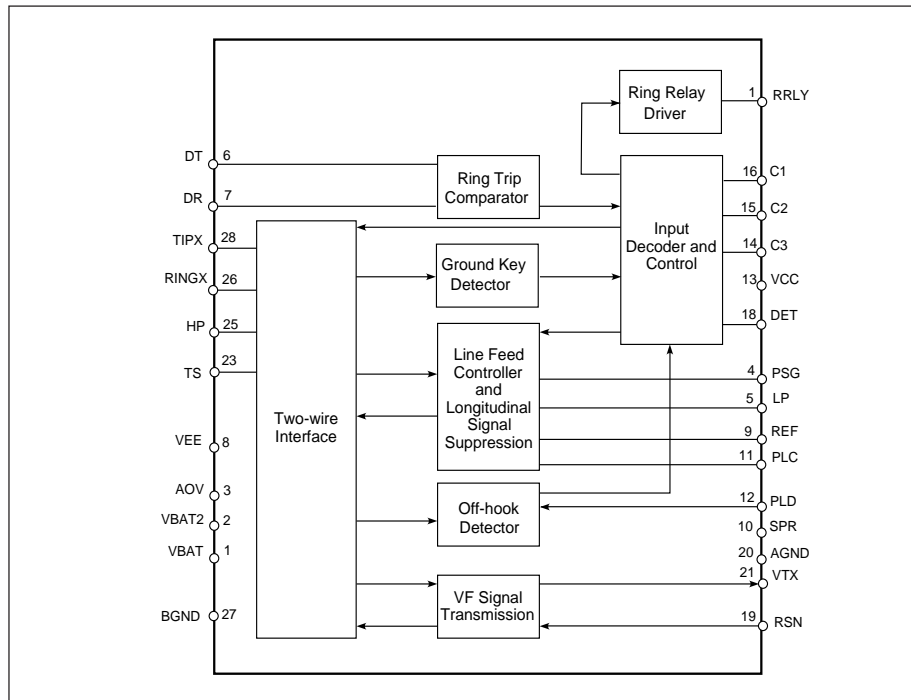 Ring Relay
Driver
1
RRLY
DT
6
Ring Trip
Comparator
DR
7
TIPX
28
RINGX
26
HP
25
TS
23
VEE
8
AOV
3
VBAT2
2
VBAT
1
BGND
27
Two-wire
Interface
Ground Key
Detector
Line Feed
Controller
and
Longitudinal
Signal
Suppression
Off-hook
Detector
VF Signal
Transmission
Input
Decoder and
Control
16
C1
15
C2
14
C3
13
VCC
18
DET
4
PSG
5
LP
9
REF
11
PLC
12
PLD
10
SPR
20
AGND
21
VTX
19
RSN